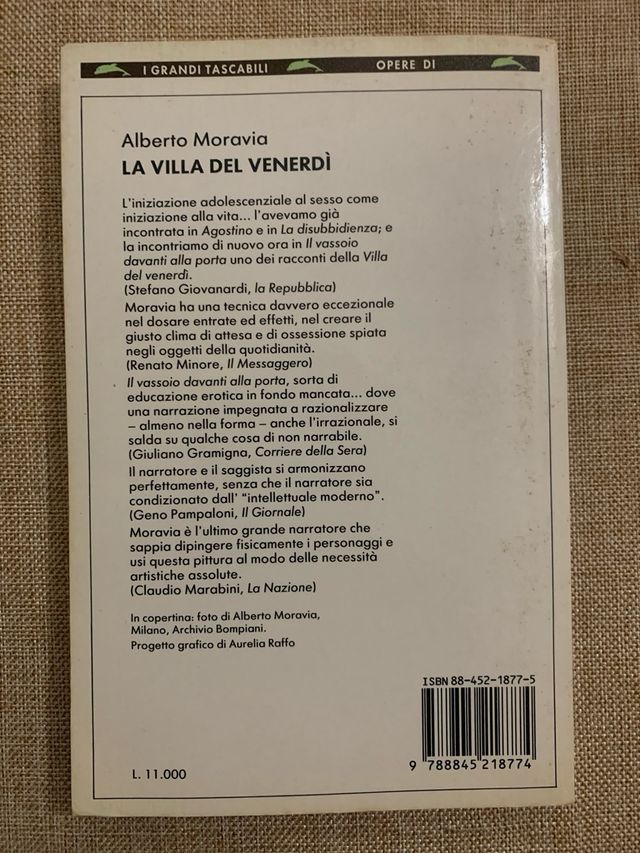 I GRANDI TASCABILI OPERE DI
Alberto Moravia
LA VILLA DEL VENERDÌ
L'iniziazione adolescenziale al sesso come
iniziazione alla vita... l'avevamo già
incontrata in Agostino e in La disubbidienza; e
la incontriamo di nuovo ora in Il vassoio
davanti alla porta uno dei racconti della Villa
del venerdì.
(Stefano Giovanardi, la Repubblica)
Moravia ha una tecnica davvero eccezionale
nel dosare entrate ed effetti, nel creare il
giusto clima di attesa e di ossessione spiata
negli oggetti della quotidianità.
(Renato Minore, Il Messaggero)
Il vassoio davanti alla porta, sorta di
educazione erotica in fondo mancata... dove
una narrazione impegnata a razionalizzare
– almeno nella forma – anche l'irrazionale, si
salda su qualche cosa di non narrabile.
(Giuliano Gramigna, Corriere della Sera)
Il narratore e il saggista si armonizzano
perfettamente, senza che il narratore sia
condizionato dall' "intellettuale moderno".
(Geno Pampaloni, Il Giornale)
Moravia è l'ultimo grande narratore che
sappia dipingere fisicamente i personaggi e
usi questa pittura al modo delle necessità
artistiche assolute.
(Claudio Marabini, La Nazione)
In copertina: foto di Alberto Moravia,
Milano, Archivio Bompiani.
Progetto grafico di Aurelia Raffo
ISBN 88-452-1877-5
9 788845 218774
L. 11.000